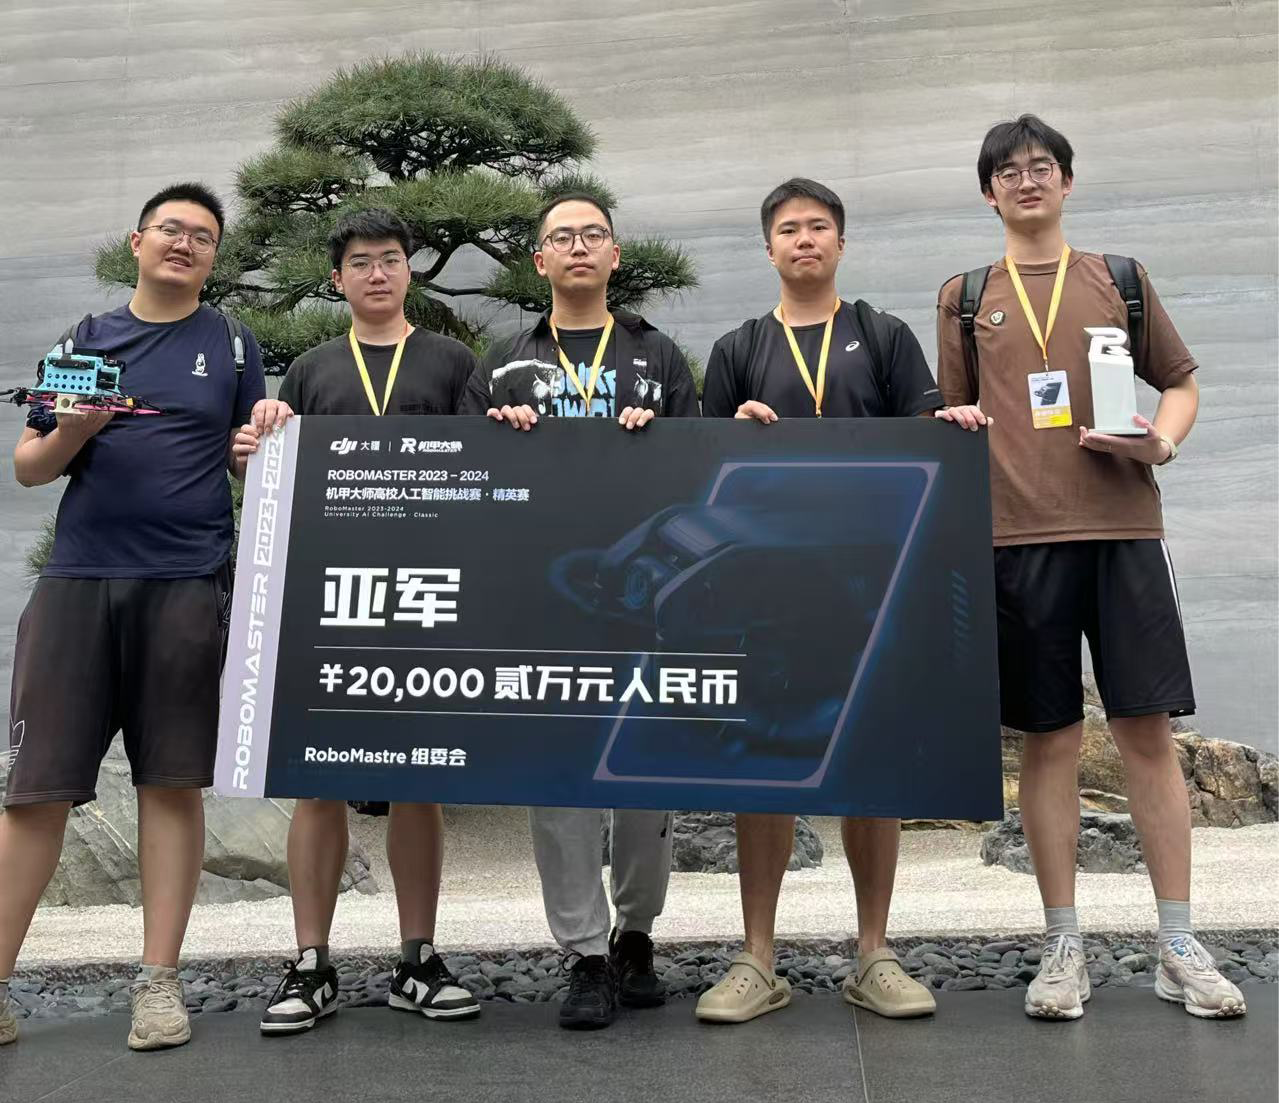 dji 大疆 | 机甲大师
ROBOMASTER
ROBOMASTER 2023-2024
机甲大师高校人工智能挑战赛·精英赛
RoboMaster 2023-2024
University AI Challenge · Classic
亚军
¥20,000 贰万元人民币
RoboMastre 组委会
ROBOMASTER 2023-2024